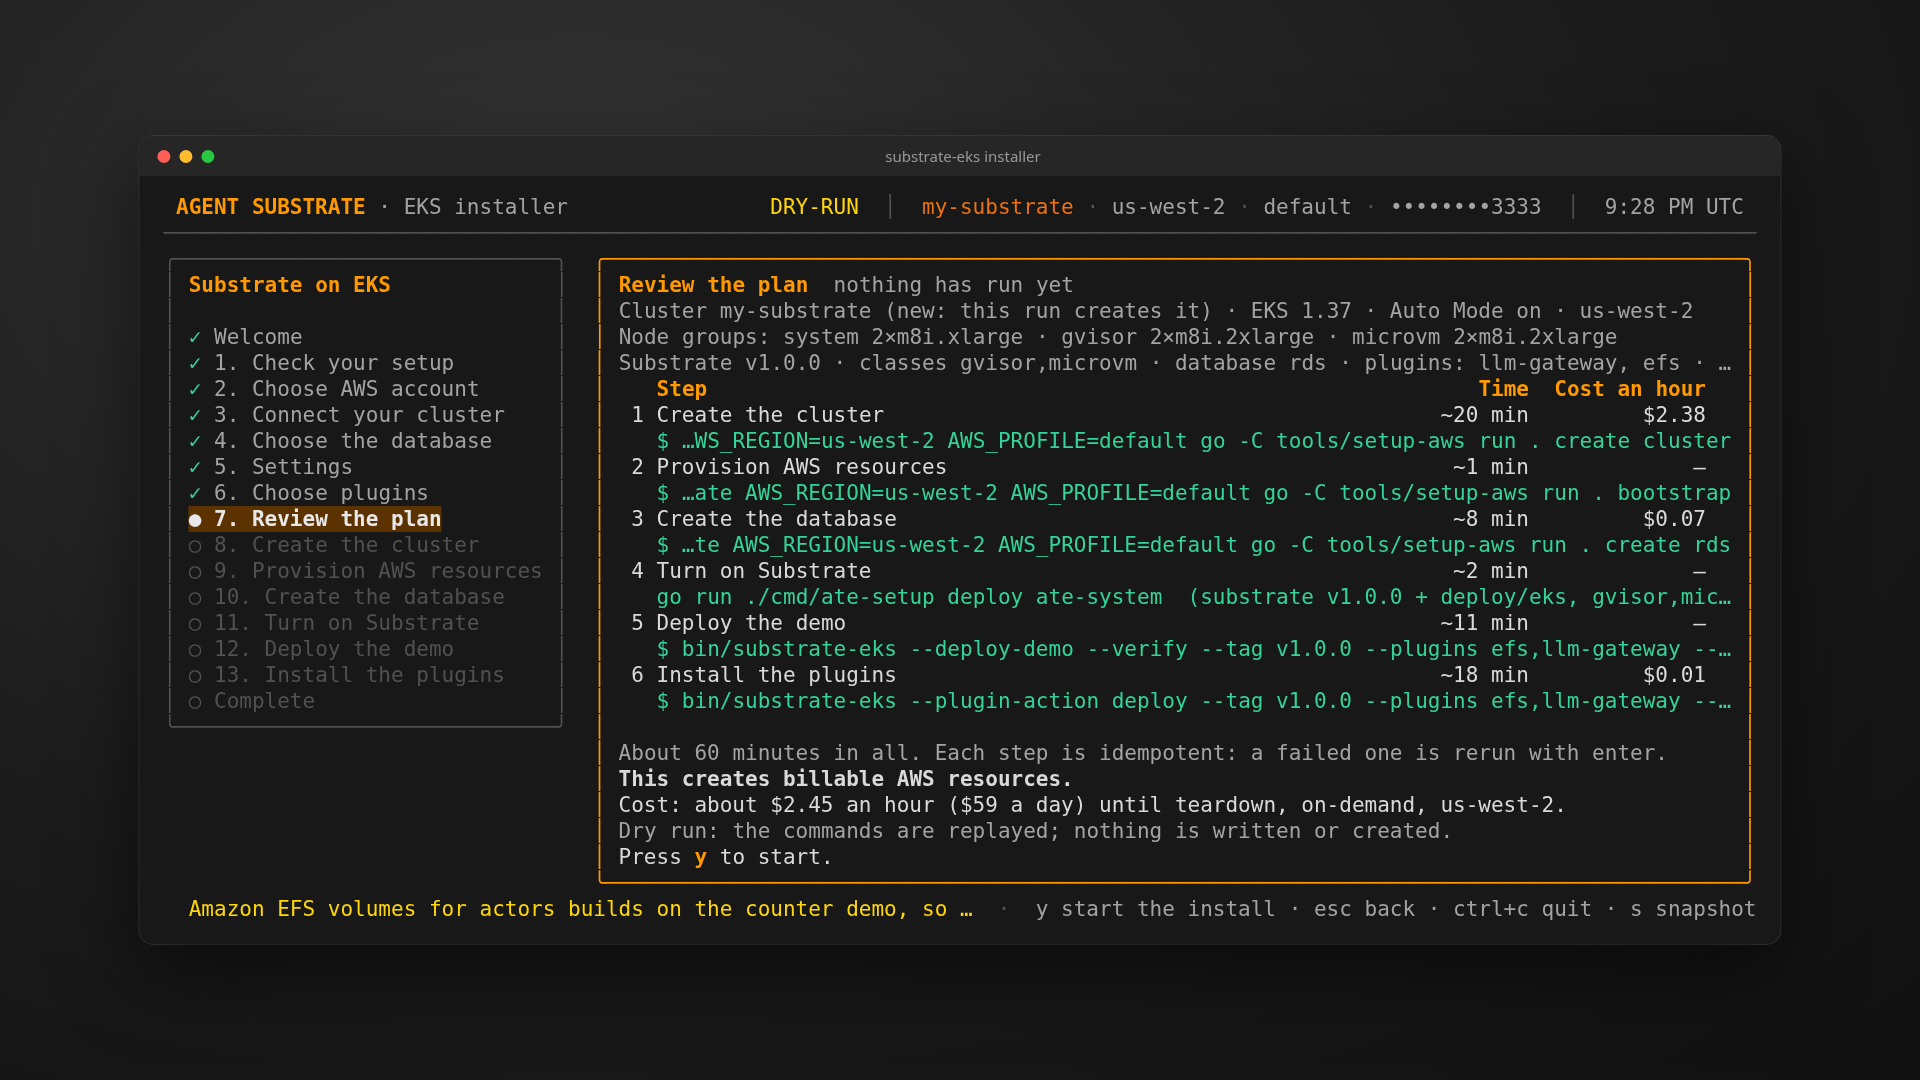 substrate-eks installer
AGENT SUBSTRATE · EKS installer DRY-RUN │ my-substrate · us-west-2 · default · ••••••••3333 │ 9:28 PM UTC
Substrate on EKS
✓ Welcome
✓ 1. Check your setup
✓ 2. Choose AWS account
✓ 3. Connect your cluster
✓ 4. Choose the database
✓ 5. Settings
✓ 6. Choose plugins
● 7. Review the plan
○ 8. Create the cluster
○ 9. Provision AWS resources
○ 10. Create the database
○ 11. Turn on Substrate
○ 12. Deploy the demo
○ 13. Install the plugins
○ Complete
Review the plan nothing has run yet
Cluster my-substrate (new: this run creates it) · EKS 1.37 · Auto Mode on · us-west-2
Node groups: system 2×m8i.xlarge · gvisor 2×m8i.2xlarge · microvm 2×m8i.2xlarge
Substrate v1.0.0 · classes gvisor,microvm · database rds · plugins: llm-gateway, efs · …
Step Time Cost an hour
1 Create the cluster ~20 min $2.38
$ …WS_REGION=us-west-2 AWS_PROFILE=default go -C tools/setup-aws run . create cluster
2 Provision AWS resources ~1 min —
$ …ate AWS_REGION=us-west-2 AWS_PROFILE=default go -C tools/setup-aws run . bootstrap
3 Create the database ~8 min $0.07
$ …te AWS_REGION=us-west-2 AWS_PROFILE=default go -C tools/setup-aws run . create rds
4 Turn on Substrate ~2 min —
go run ./cmd/ate-setup deploy ate-system (substrate v1.0.0 + deploy/eks, gvisor,mic…
5 Deploy the demo ~11 min —
$ bin/substrate-eks --deploy-demo --verify --tag v1.0.0 --plugins efs,llm-gateway --…
6 Install the plugins ~18 min $0.01
$ bin/substrate-eks --plugin-action deploy --tag v1.0.0 --plugins efs,llm-gateway --…
About 60 minutes in all. Each step is idempotent: a failed one is rerun with enter.
This creates billable AWS resources.
Cost: about $2.45 an hour ($59 a day) until teardown, on-demand, us-west-2.
Dry run: the commands are replayed; nothing is written or created.
Press y to start.
Amazon EFS volumes for actors builds on the counter demo, so … · y start the install · esc back · ctrl+c quit · s snapshot